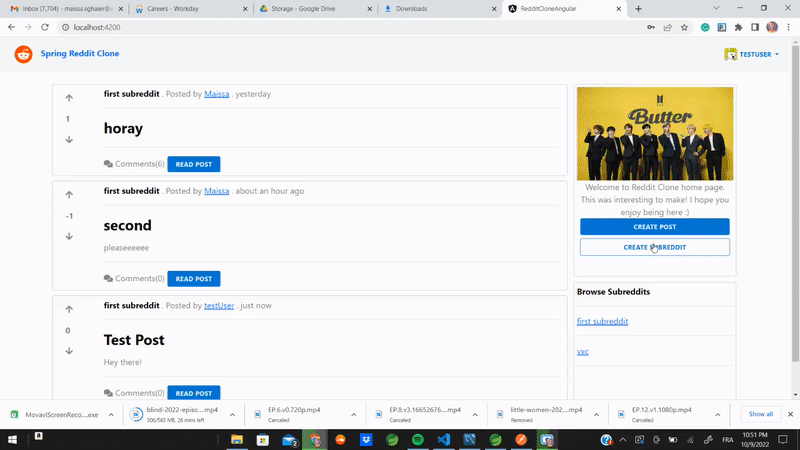 Inbox (7,704) - maissa.sghaier@
Careers - Workday
Storage - Google Drive
Downloads
RedditCloneAngular
localhost:4200
Spring Reddit Clone
TESTUSER
first subreddit . Posted by Maissa . yesterday
1
horay
Comments(6) READ POST
first subreddit . Posted by Maissa . about an hour ago
-1
second
pleaseeeeee
Comments(0) READ POST
first subreddit . Posted by testUser . just now
0
Test Post
Hey there!
Comments(0) READ POST
Butter
Welcome to Reddit Clone home page.
This was interesting to make! I hope you
enjoy being here :)
CREATE POST
CREATE SUBREDDIT
Browse Subreddits
first subreddit
vxc
MovaviScreenReco....exe
blind-2022-episo....mp4
306/565 MB, 26 mins left
EP.6.v0.720p.mp4
Canceled
EP.8.v3.16652676....mp4
Canceled
little-women-202....mp4
Removed
EP.12.v1.1080p.mp4
Canceled
Show all
FRA
10:51 PM
10/9/2022